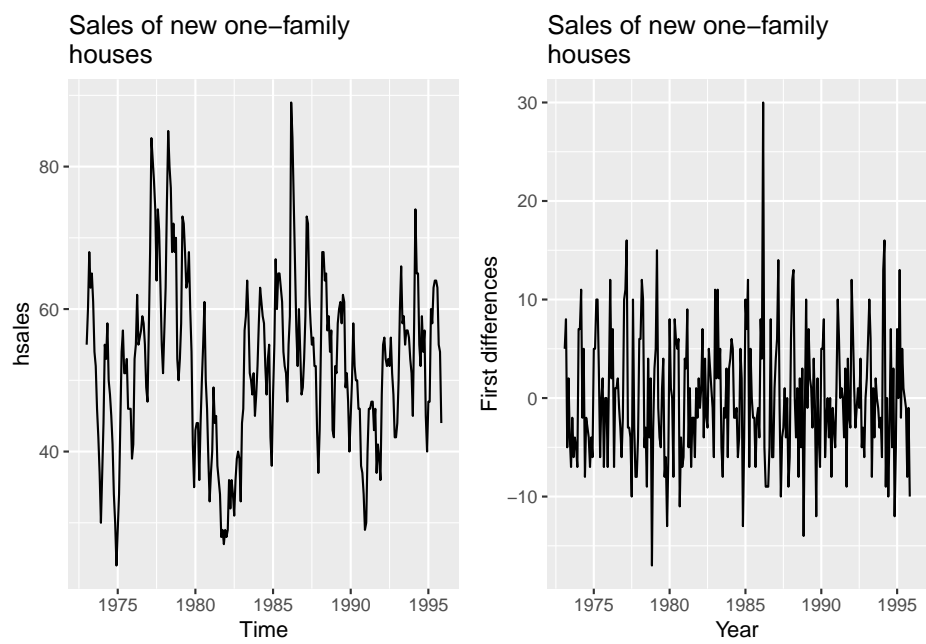 Sales of new one−family
houses
hsales
80
60
40
1975
1980
1985
1990
1995
Time
Sales of new one−family
houses
First differences
30
20
10
0
−10
1975
1980
1985
1990
1995
Year